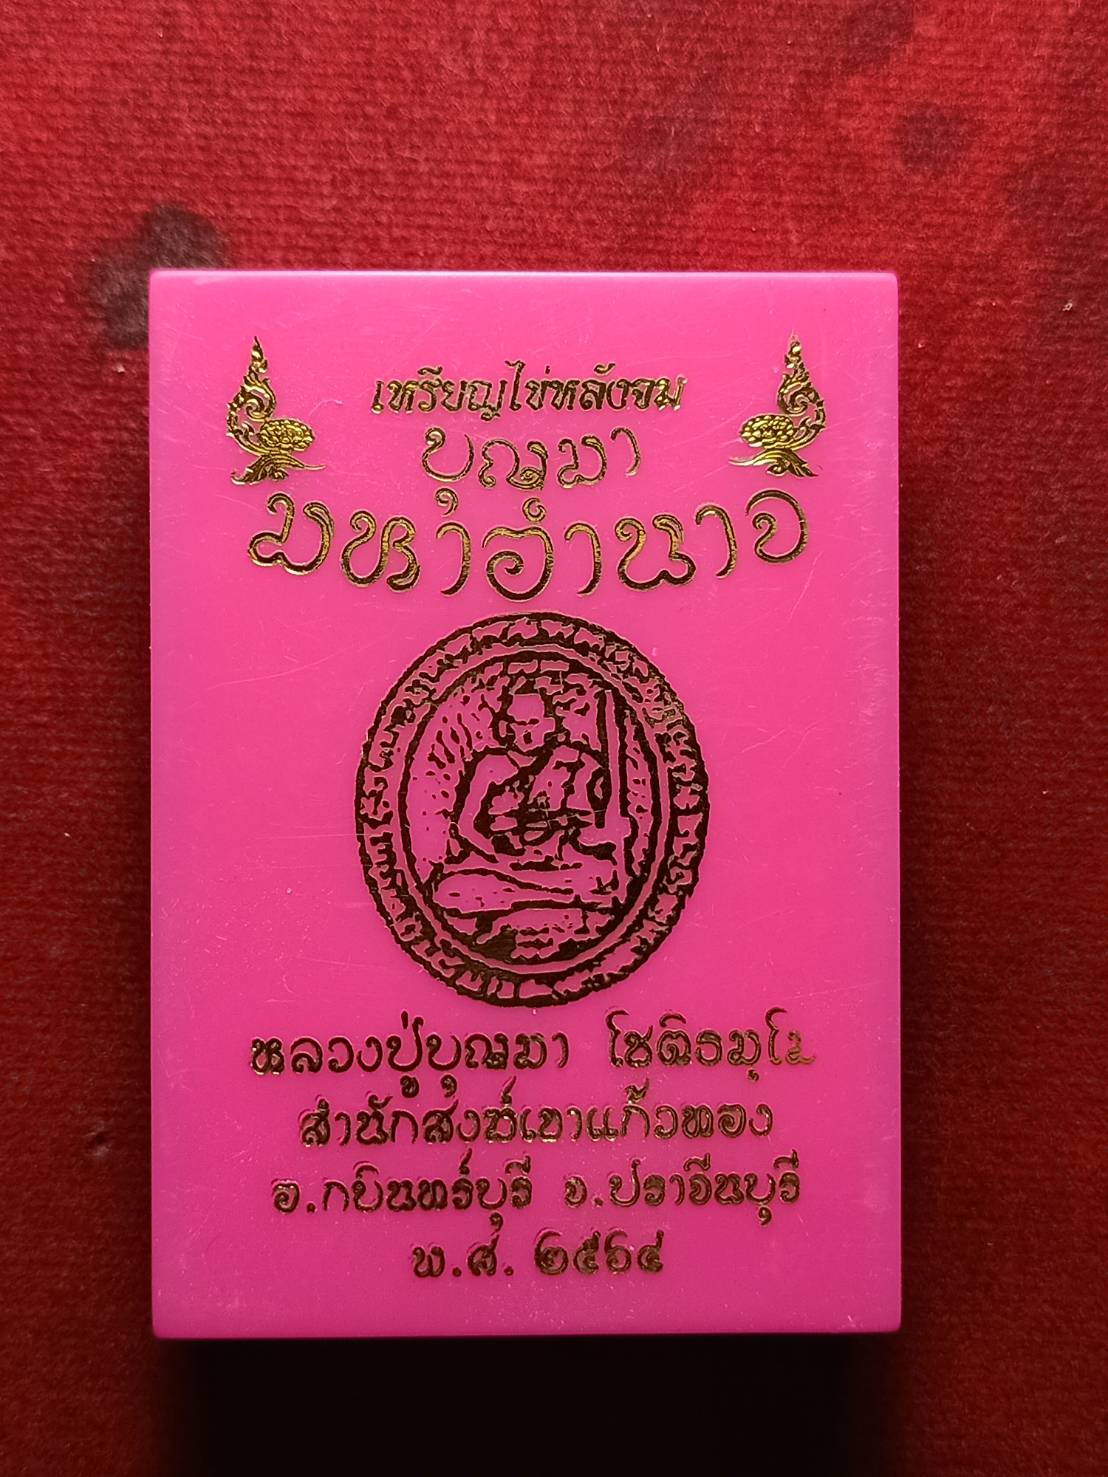 เหรียญไข่หลังจม
บุญมา
มหาอำนาจ
หลวงปู่บุญมา โชติธมฺโม
สำนักสงฆ์เขาแก้วทอง
อ.กบินทร์บุรี จ.ปราจีนบุรี
พ.ศ. ๒๕๖๔